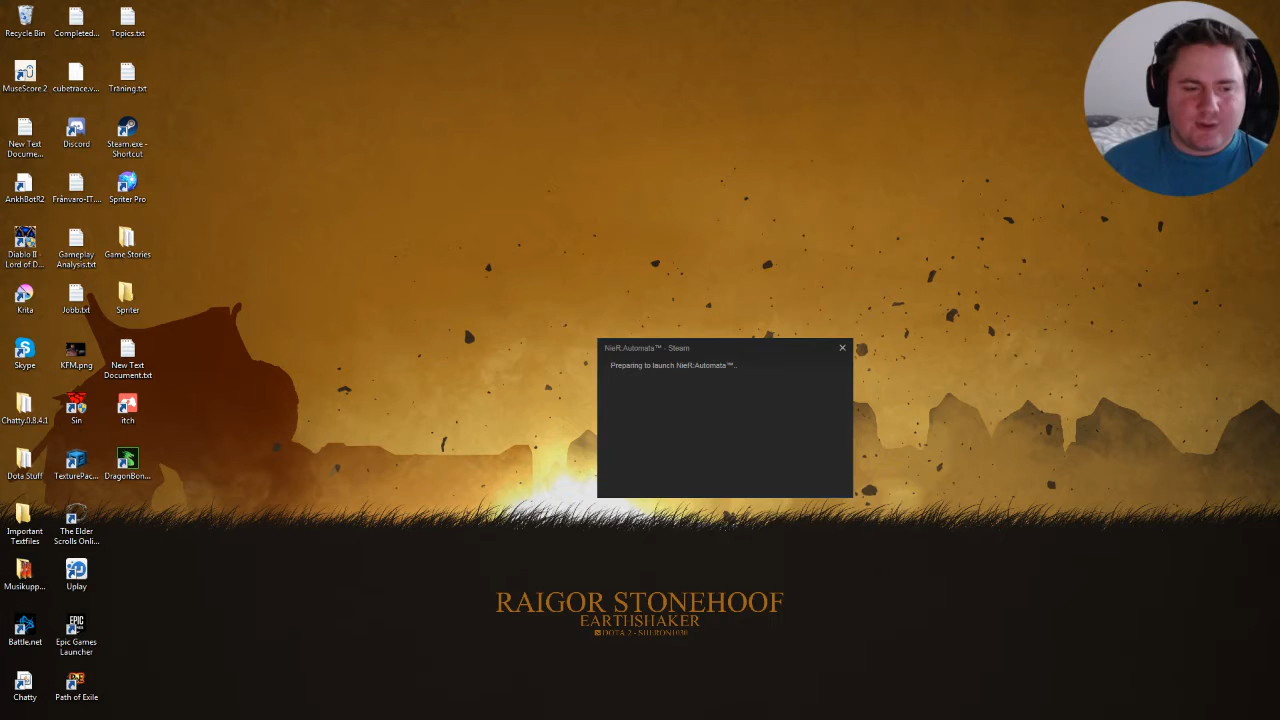 Recycle Bin
Completed...
Topics.txt
MuseScore 2
cubetrace.v...
Träning.txt
New Text
Docume...
Discord
Steam.exe -
Shortcut
AnkhBotR2
Frånvaro-IT....
Spriter Pro
Diablo II -
Lord of D...
Gameplay
Analysis.txt
Game Stories
Krita
Jobb.txt
Spriter
Skype
KFM.png
New Text
Document.txt
Chatty.0.8.4.1
Sin
itch
Dota Stuff
TexturePac...
DragonBon...
Important
Textfiles
The Elder
Scrolls Onli...
Musikupp...
Uplay
Battle.net
Epic Games
Launcher
Chatty
Path of Exile
NieR:Automata™ - Steam
Preparing to launch NieR:Automata™..
RAIGOR STONEHOOF
EARTHSHAKER
DOTA 2 - SHERON1030